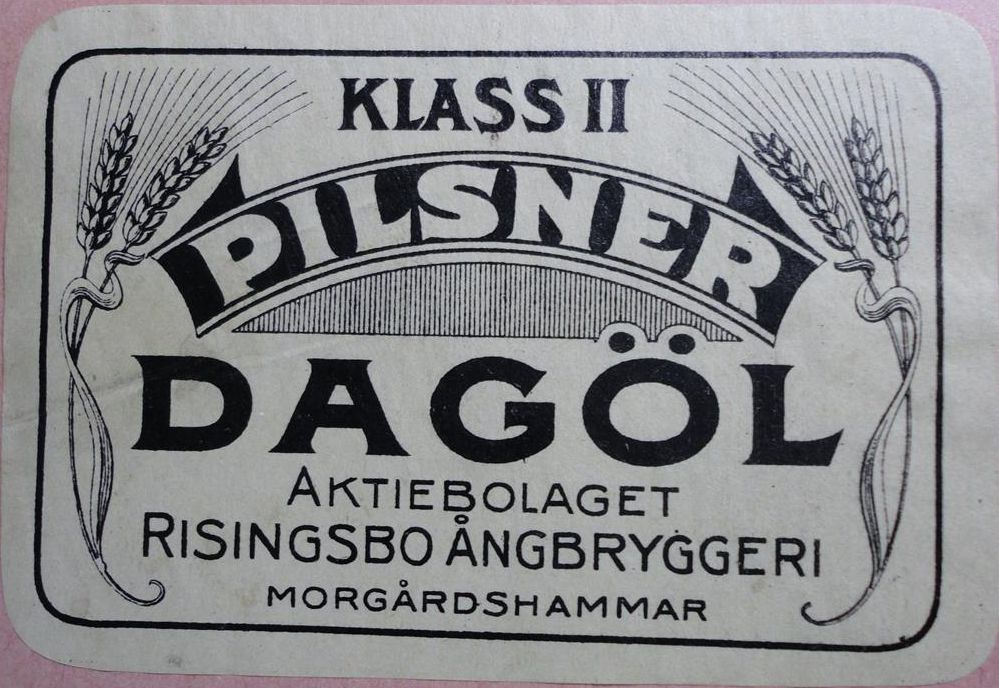 KLASS II
PILSNER
DAGÖL
AKTIEBOLAGET
RISINGSBO ÅNGBRYGGERI
MORGÅRDSHAMMAR